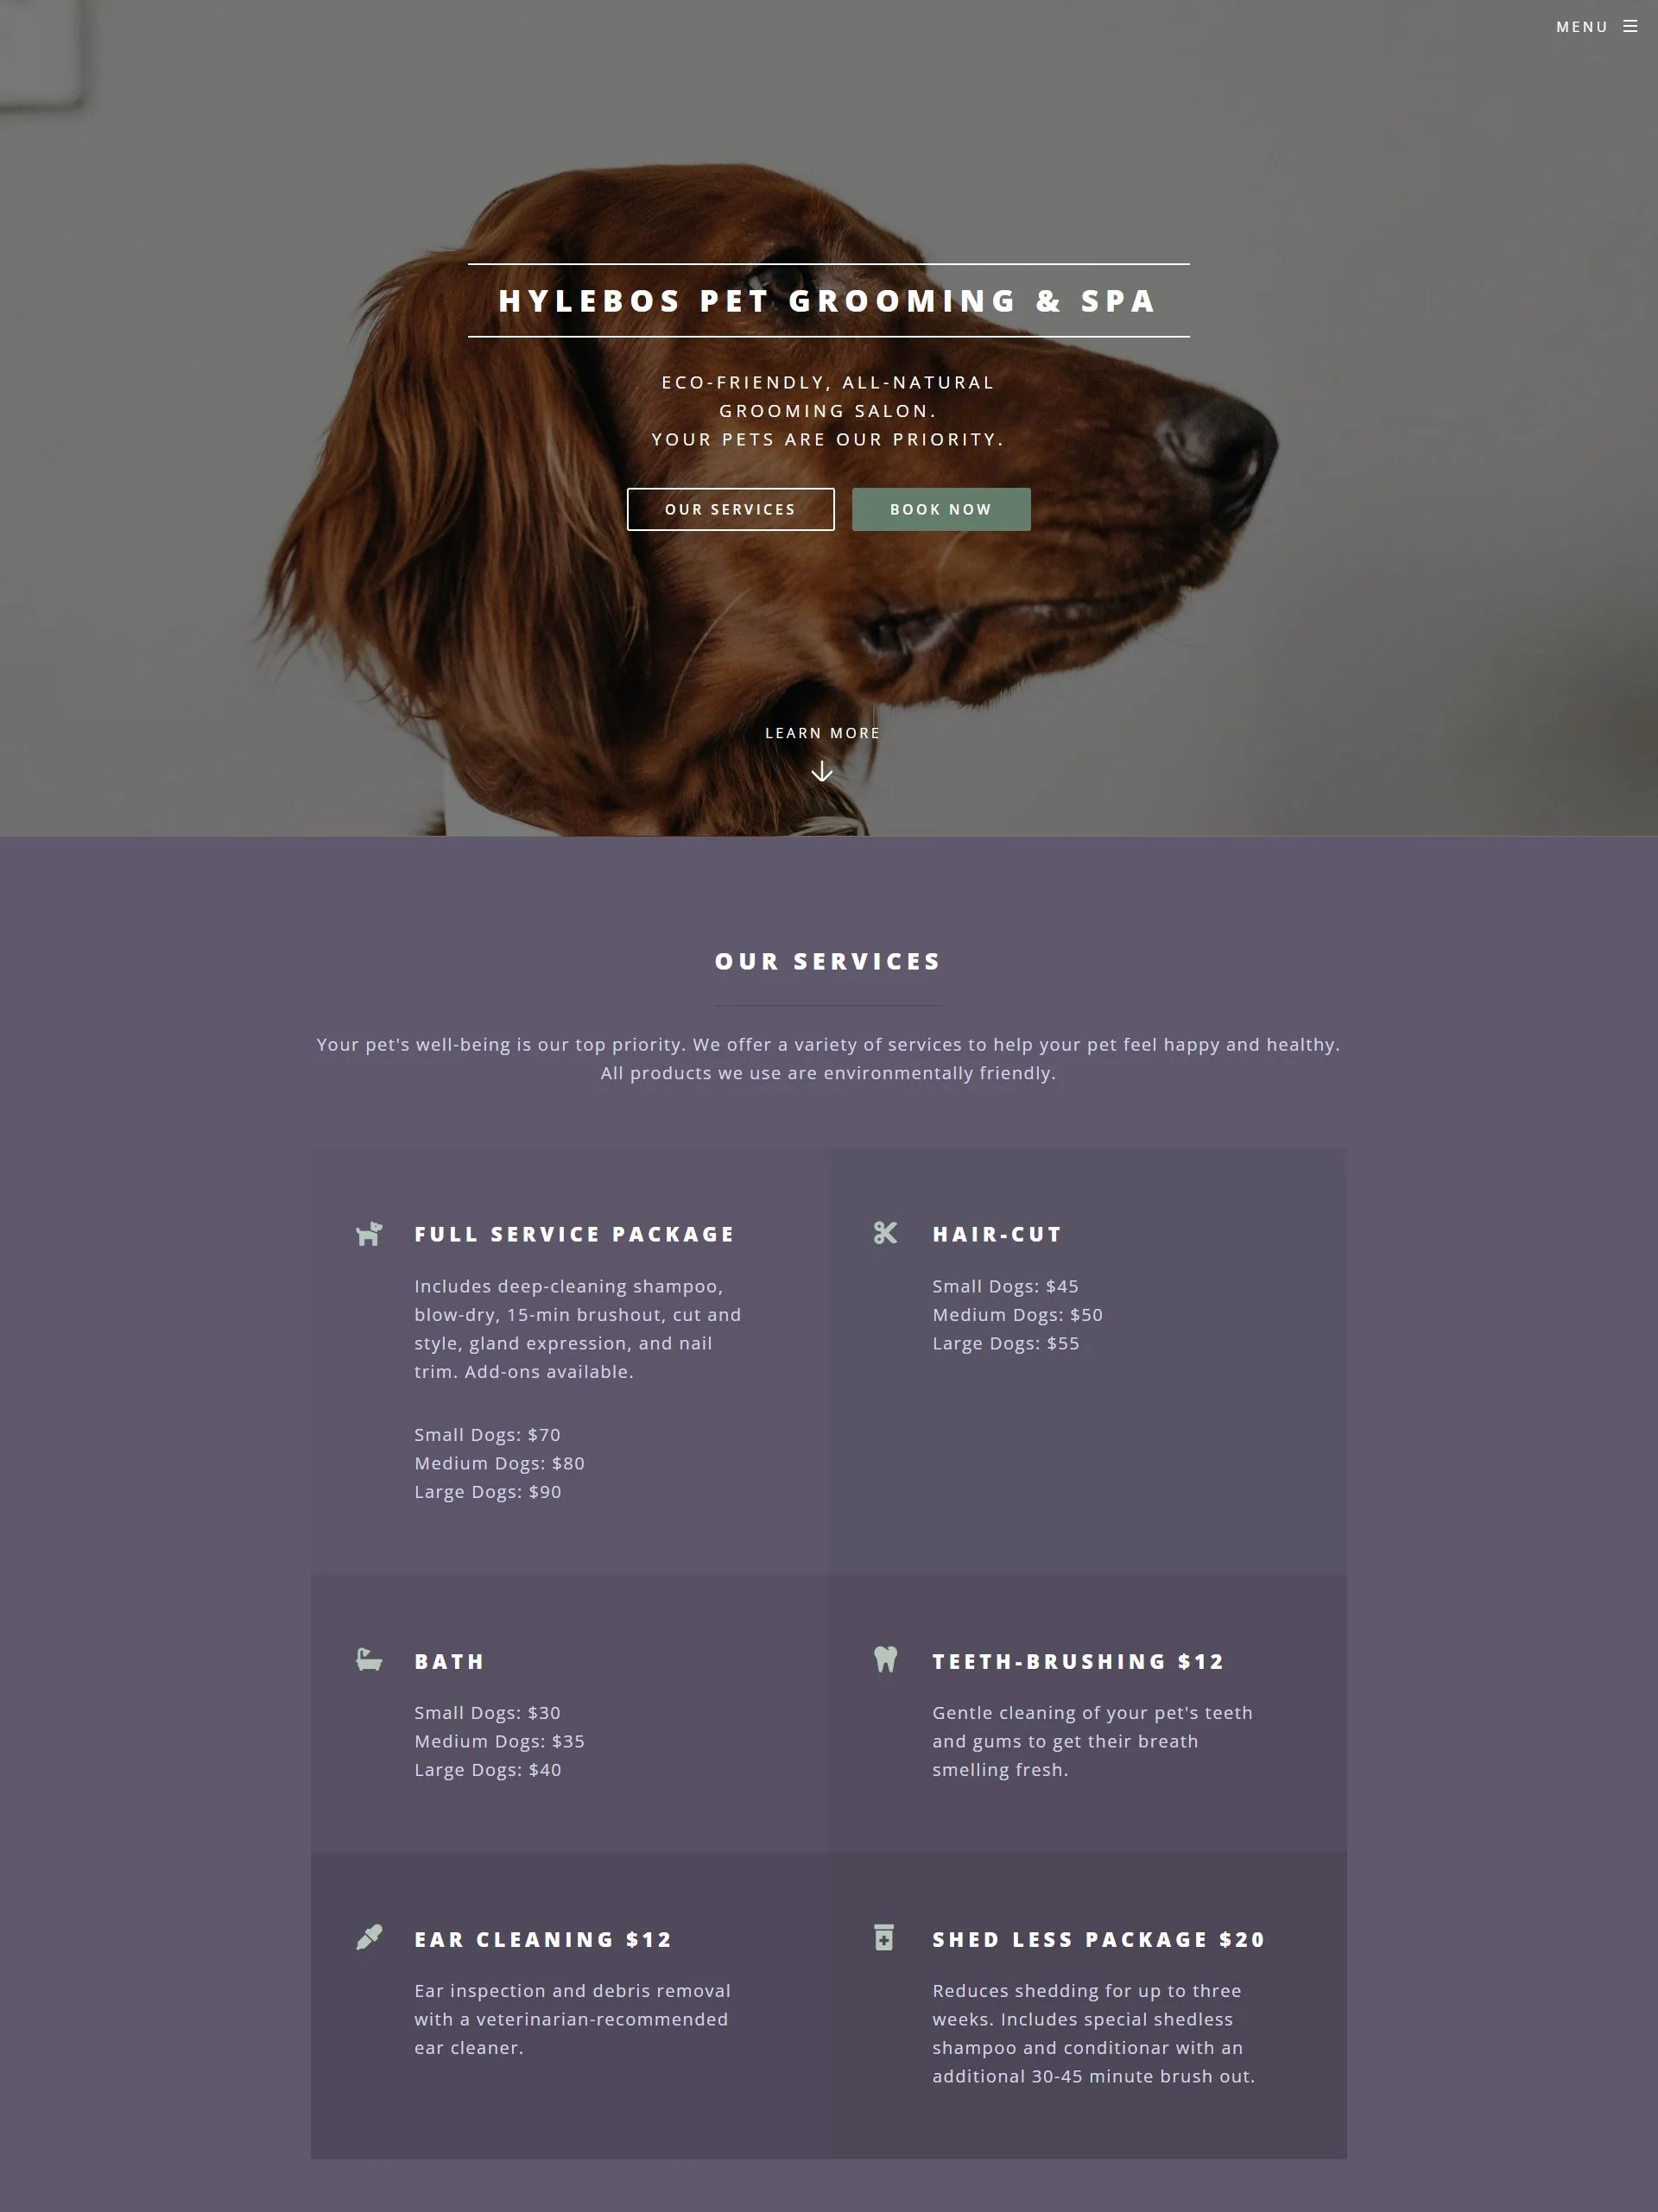 MENU
HYLEBOS PET GROOMING & SPA
ECO-FRIENDLY, ALL-NATURAL
GROOMING SALON.
YOUR PETS ARE OUR PRIORITY.
OUR SERVICES
BOOK NOW
LEARN MORE
OUR SERVICES
Your pet's well-being is our top priority. We offer a variety of services to help your pet feel happy and healthy.
All products we use are environmentally friendly.
FULL SERVICE PACKAGE
Includes deep-cleaning shampoo,
blow-dry, 15-min brushout, cut and
style, gland expression, and nail
trim. Add-ons available.
Small Dogs: $70
Medium Dogs: $80
Large Dogs: $90
HAIR-CUT
Small Dogs: $45
Medium Dogs: $50
Large Dogs: $55
BATH
Small Dogs: $30
Medium Dogs: $35
Large Dogs: $40
TEETH-BRUSHING $12
Gentle cleaning of your pet's teeth
and gums to get their breath
smelling fresh.
EAR CLEANING $12
Ear inspection and debris removal
with a veterinarian-recommended
ear cleaner.
SHED LESS PACKAGE $20
Reduces shedding for up to three
weeks. Includes special shedless
shampoo and conditionar with an
additional 30-45 minute brush out.